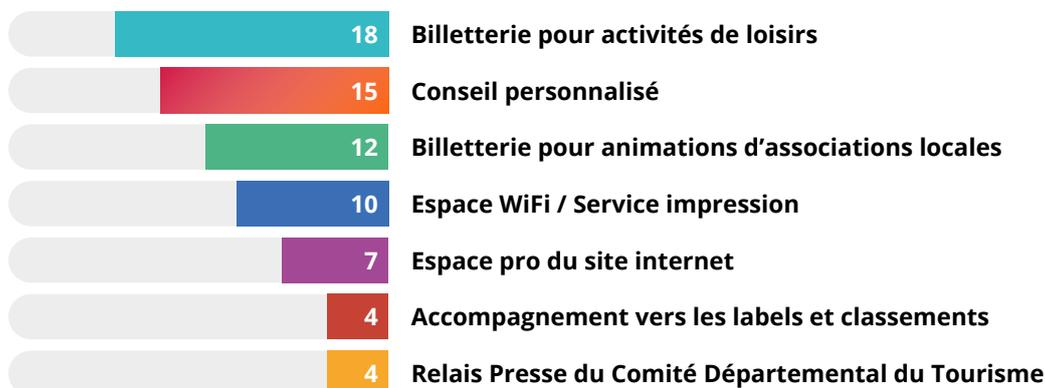 18 Billetterie pour activités de loisirs
15 Conseil personnalisé
12 Billetterie pour animations d’associations locales
10 Espace WiFi / Service impression
7 Espace pro du site internet
4 Accompagnement vers les labels et classements
4 Relais Presse du Comité Départemental du Tourisme